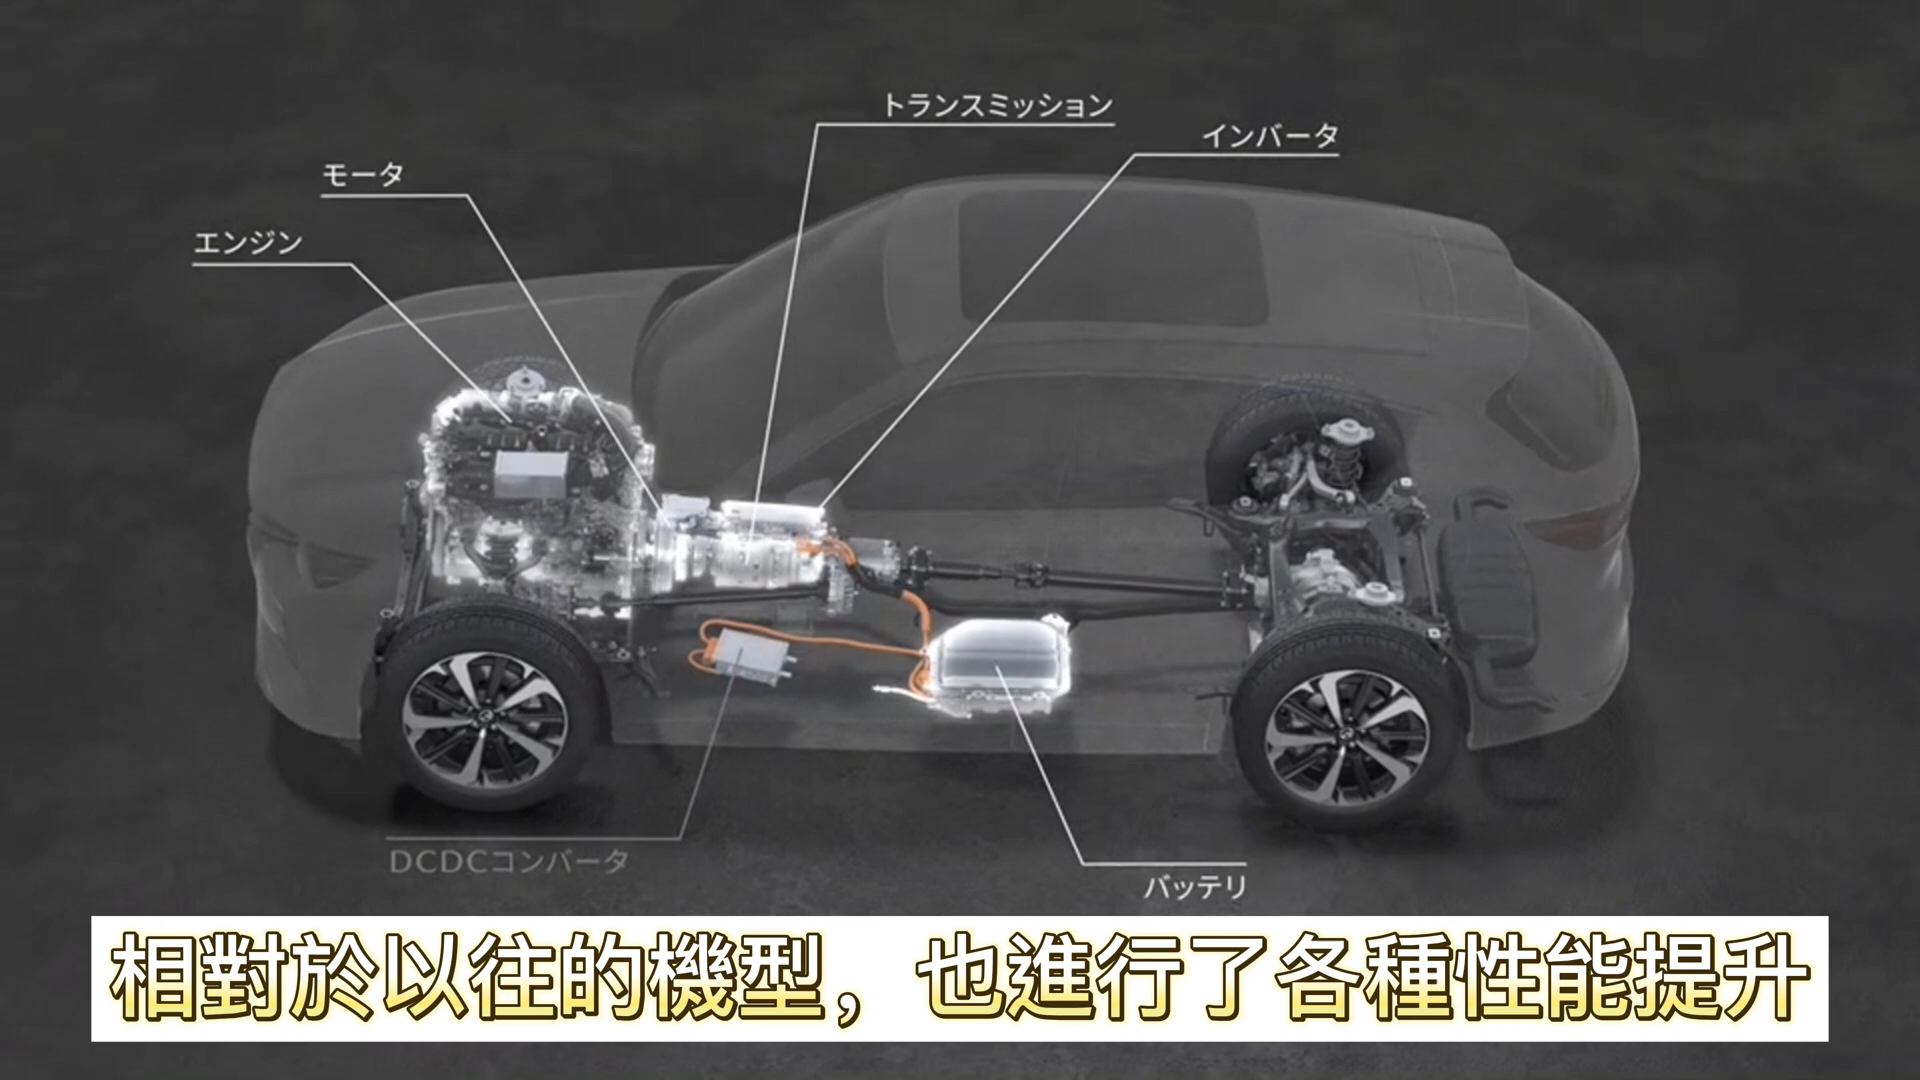 トランスミッション
インバータ
モータ
エンジン
DCDCコンバータ
バッテリ
相對於以往的機型，也進行了各種性能提升